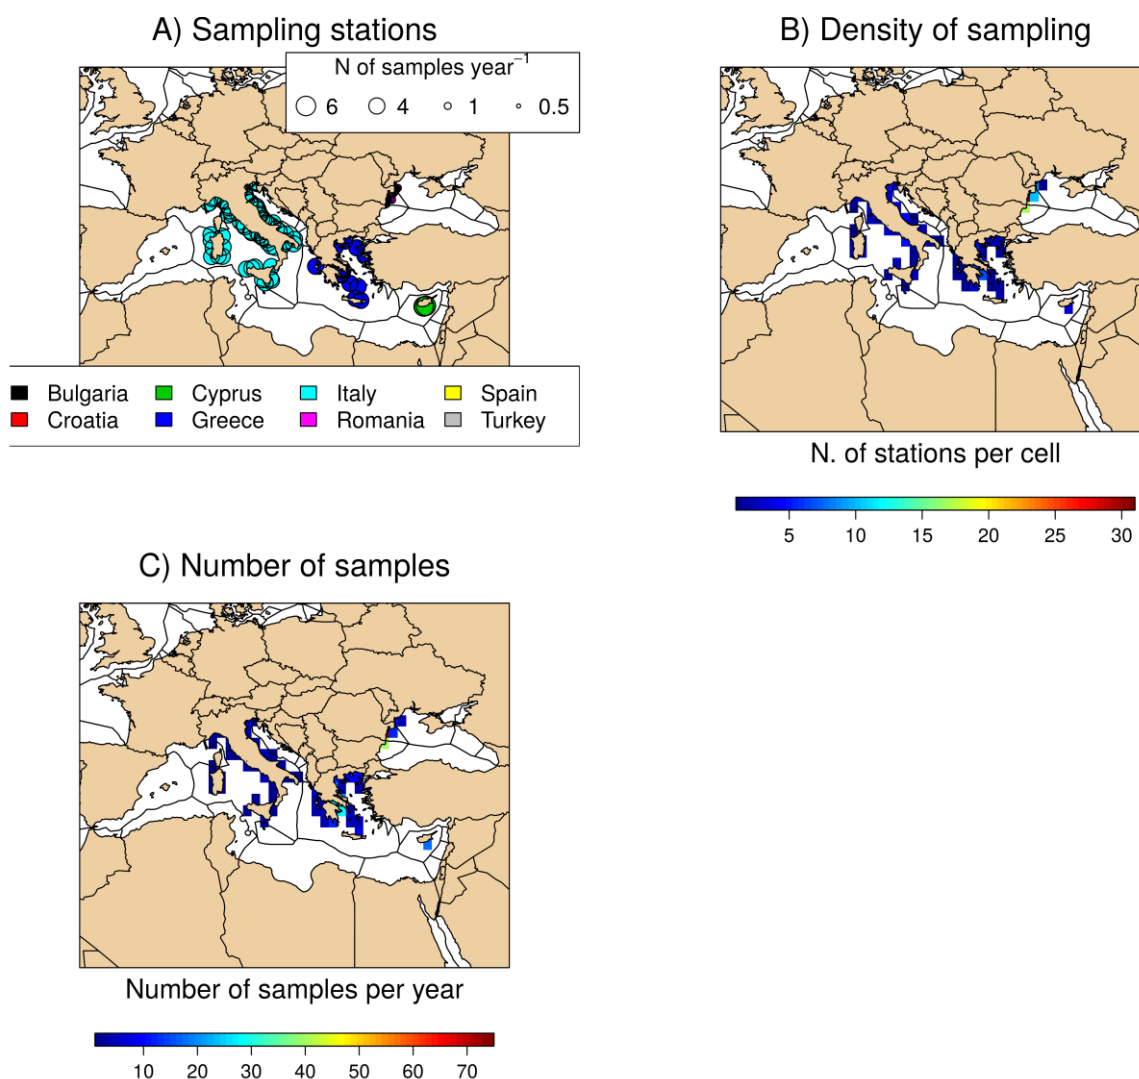 A) Sampling stations
N of samples year⁻¹
6 4 1 0.5
Bulgaria Cyprus Italy Spain
Croatia Greece Romania Turkey
B) Density of sampling
N. of stations per cell
5 10 15 20 25 30
C) Number of samples
Number of samples per year
10 20 30 40 50 60 70